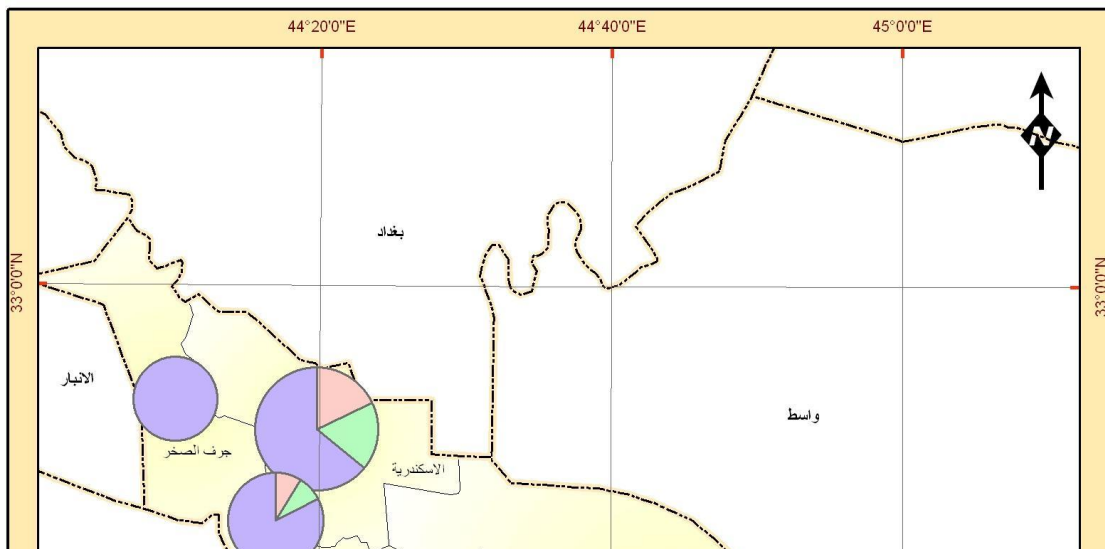 44°20'0"E
44°40'0"E
45°0'0"E
N
بغداد
33°0'0"N
33°0'0"N
الانبار
واسط
جرف الصخر
الاسكندرية